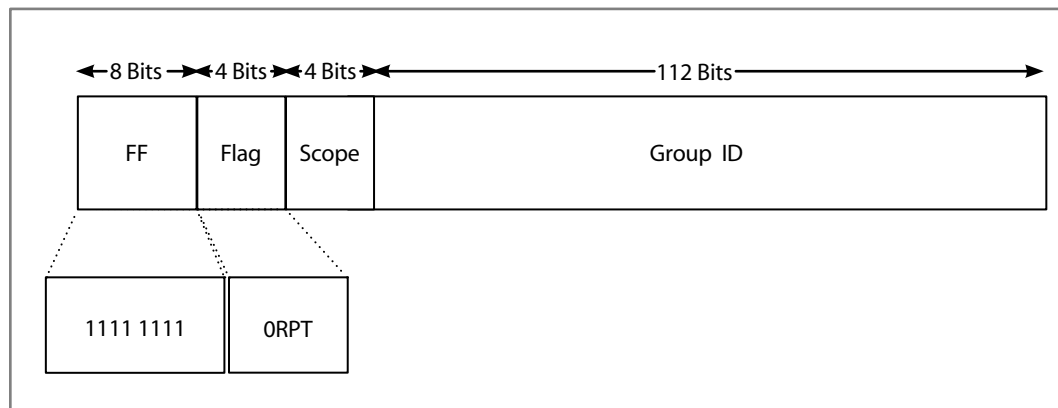 8 Bits 4 Bits 4 Bits 112 Bits
FF Flag Scope Group ID
1111 1111 0RPT